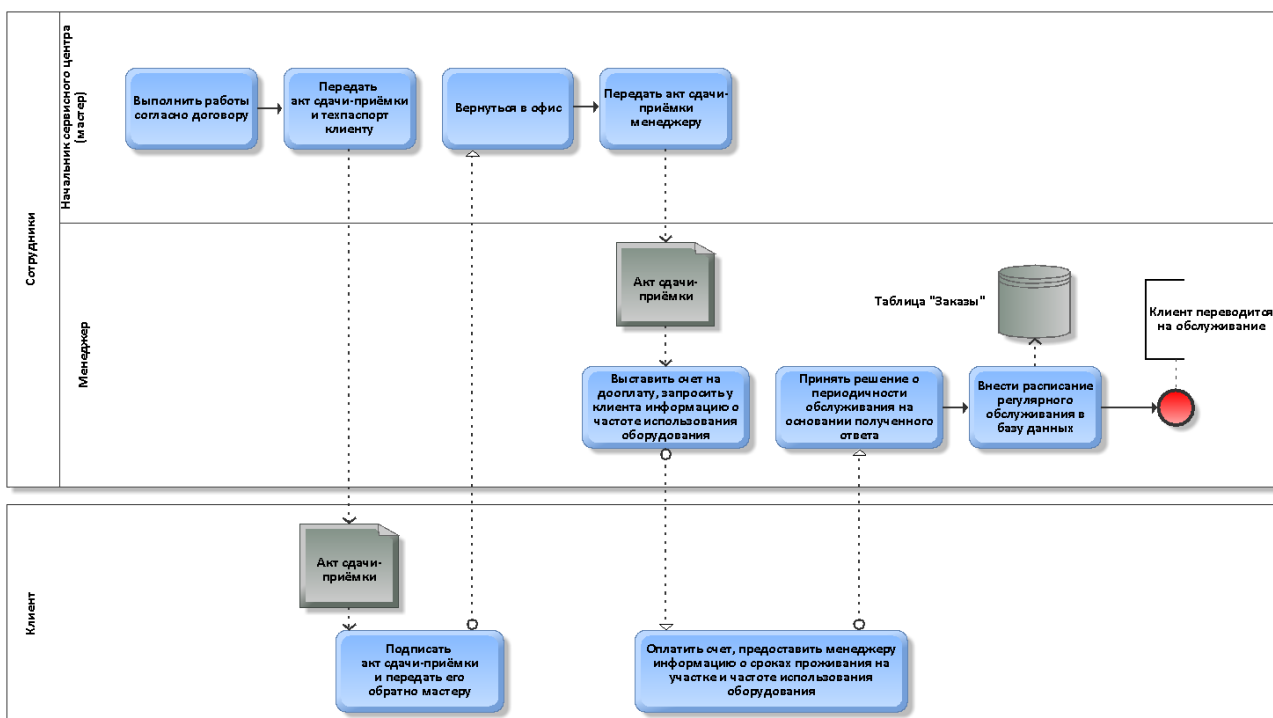 Сотрудники
Начальник сервисного центра
(мастер)
Выполнить работы
согласно договору
Передать
акт сдачи-приёмки
и техпаспорт
клиенту
Вернуться в офис
Передать акт сдачи-
приёмки
менеджеру
Менеджер
Акт сдачи-
приёмки
Таблица "Заказы"
Клиент переводится
на обслуживание
Выставить счет на
дооплату, запросить у
клиента информацию о
частоте использования
оборудования
Принять решение о
периодичности
обслуживания на
основании полученного
ответа
Внести расписание
регулярного
обслуживания в
базу данных
Клиент
Акт сдачи-
приёмки
Подписать
акт сдачи-приёмки
и передать его
обратно мастеру
Оплатить счет, предоставить менеджеру
информацию о сроках проживания на
участке и частоте использования
оборудования